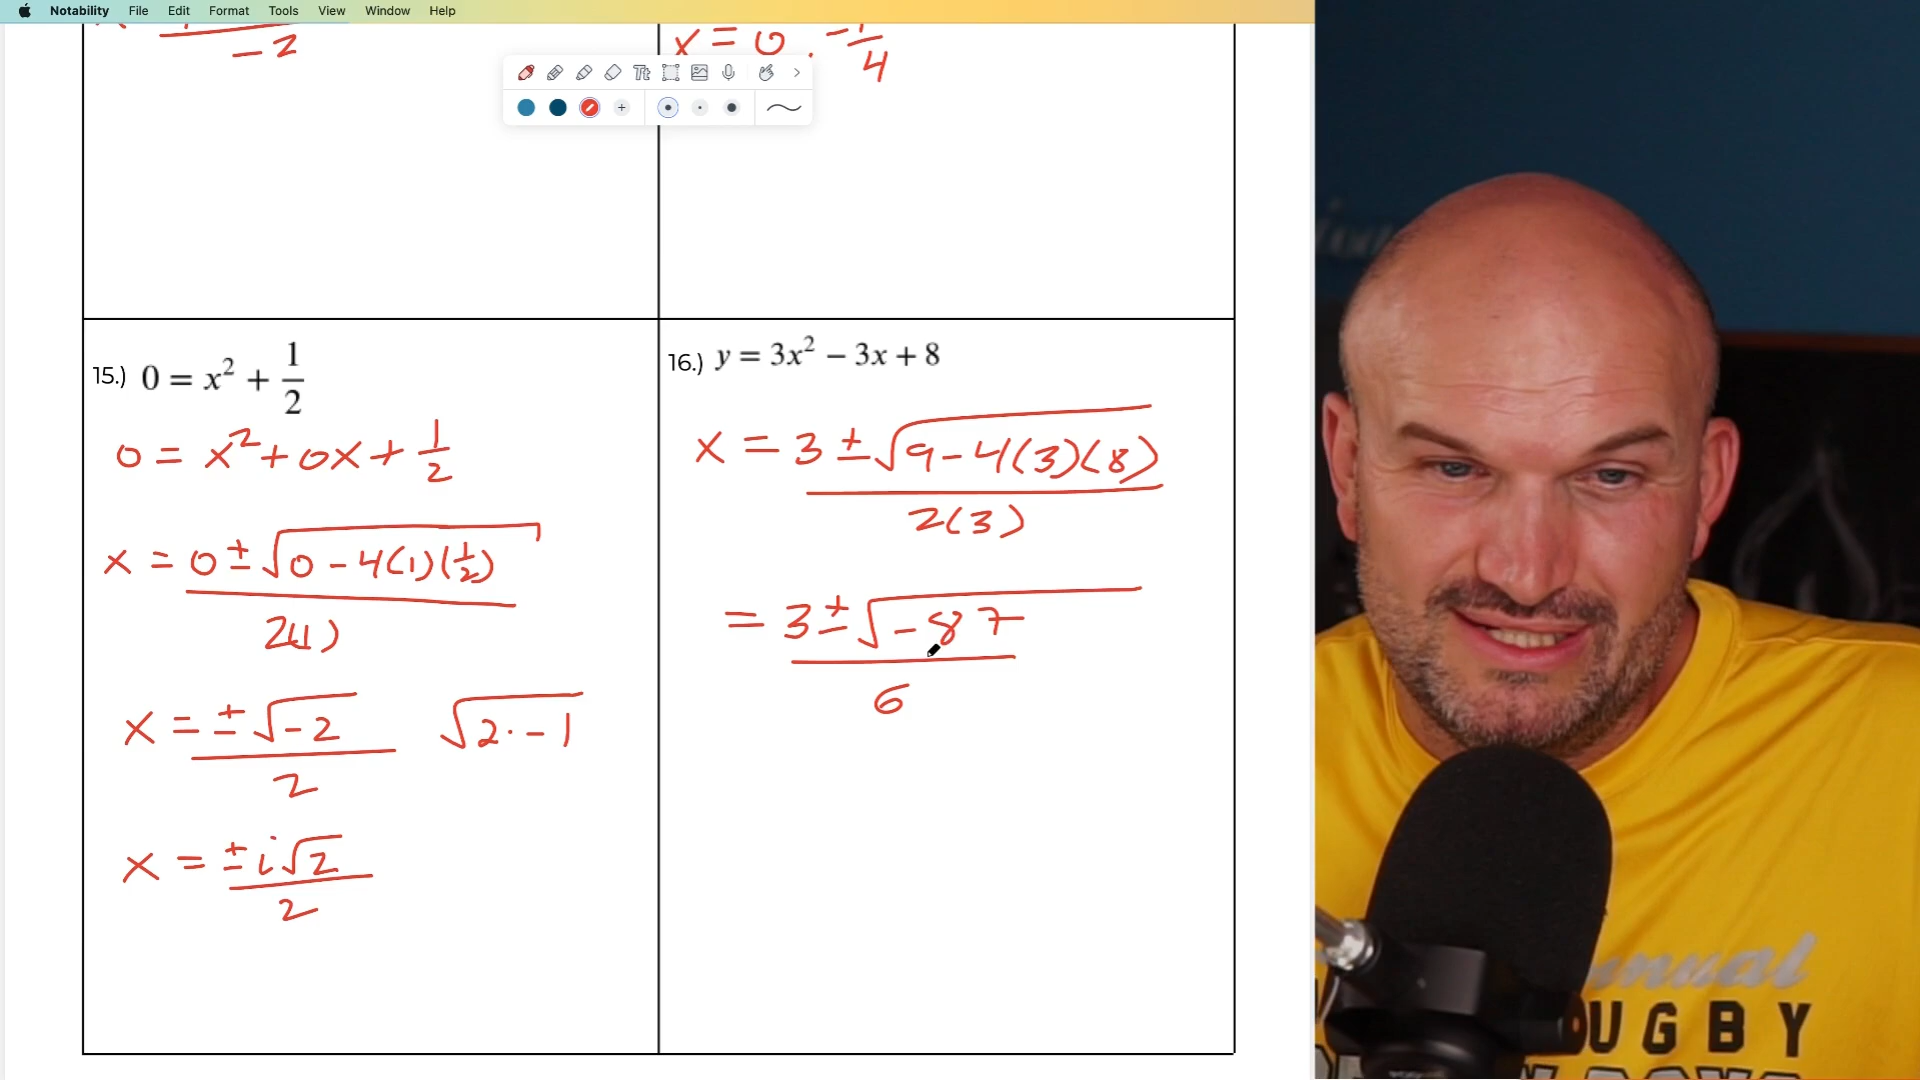 Notability File Edit Format Tools View Window Help
- 2
x = 0 , -1/4
Tt
15.) 0 = x² + 1/2
0 = x² + 0x + 1/2
x = 0 ± √0 - 4(1)(1/2)
2(1)
x = ± √-2
2
√2 · -1
x = ± i√2
2
16.) y = 3x² − 3x + 8
x = 3 ± √9 - 4(3)(8)
2(3)
= 3 ± √-87
6
RUGBY